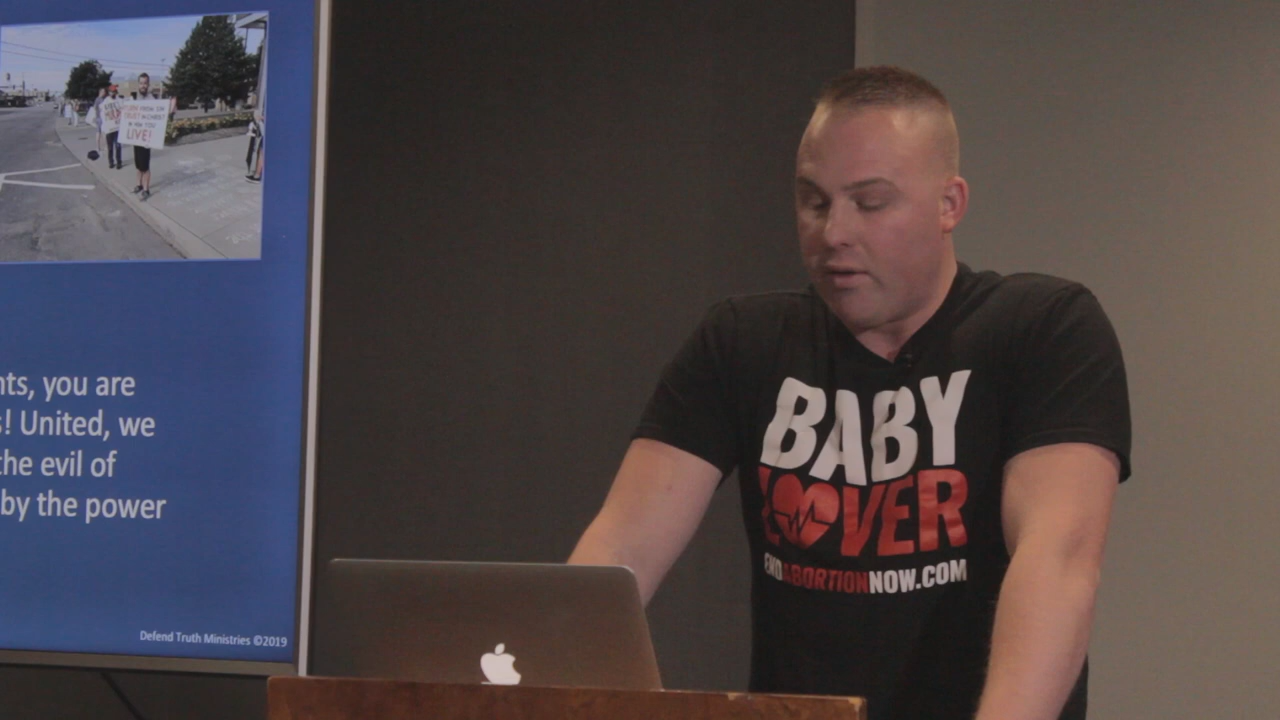 LIVE!
nts, you are
s! United, we
the evil of
by the power
Defend Truth Ministries ©2019
BABY
LOVER
ENDABORTIONNOW.COM